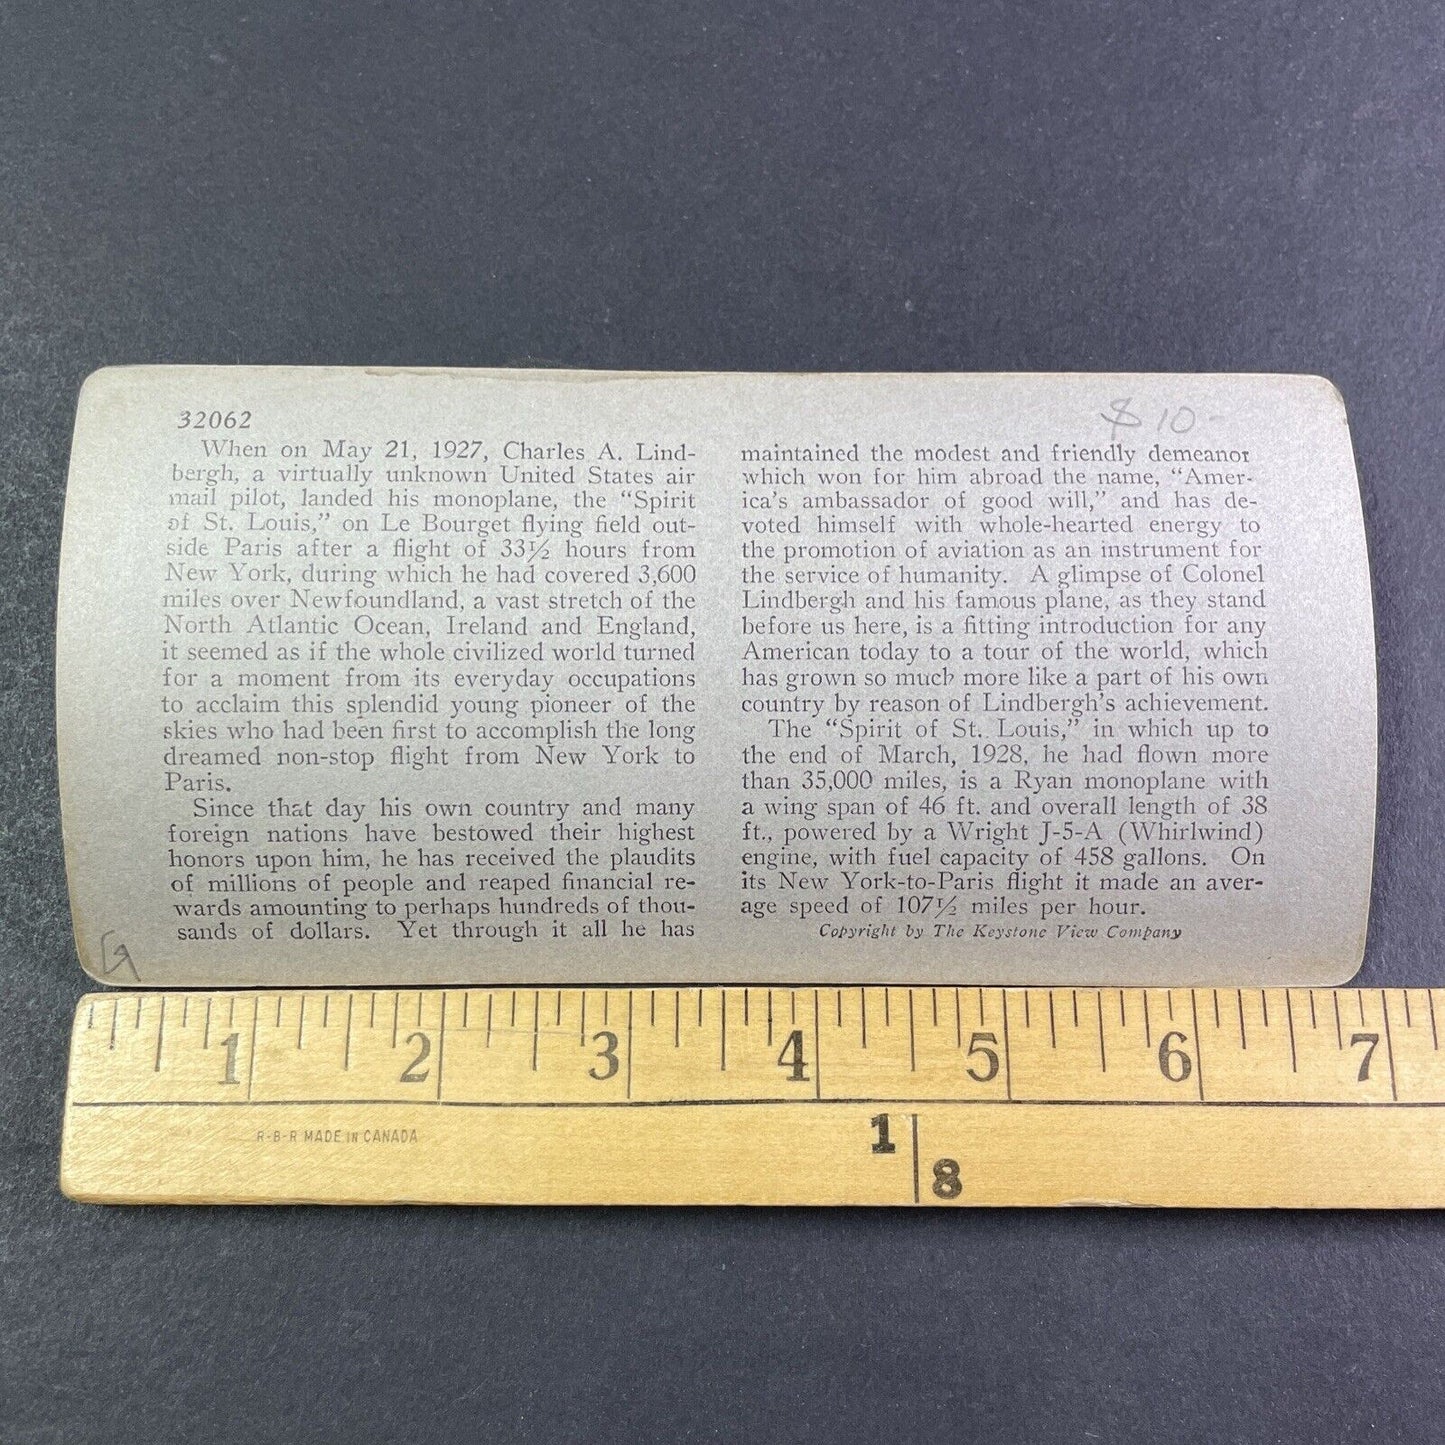 32062
When on May 21, 1927, Charles A. Lind-
bergh, a virtually unknown United States air
mail pilot, landed his monoplane, the "Spirit
of St. Louis," on Le Bourget flying field out-
side Paris after a flight of 33½ hours from
New York, during which he had covered 3,600
miles over Newfoundland, a vast stretch of the
North Atlantic Ocean, Ireland and England,
it seemed as if the whole civilized world turned
for a moment from its everyday occupations
to acclaim this splendid young pioneer of the
skies who had been first to accomplish the long
dreamed non-stop flight from New York to
Paris.
Since that day his own country and many
foreign nations have bestowed their highest
honors upon him, he has received the plaudits
of millions of people and reaped financial re-
wards amounting to perhaps hundreds of thou-
sands of dollars. Yet through it all he has
$10-
maintained the modest and friendly demeanor
which won for him abroad the name, "Amer-
ica's ambassador of good will," and has de-
voted himself with whole-hearted energy to
the promotion of aviation as an instrument for
the service of humanity. A glimpse of Colonel
Lindbergh and his famous plane, as they stand
before us here, is a fitting introduction for any
American today to a tour of the world, which
has grown so much more like a part of his own
country by reason of Lindbergh's achievement.
The "Spirit of St. Louis," in which up to
the end of March, 1928, he had flown more
than 35,000 miles, is a Ryan monoplane with
a wing span of 46 ft. and overall length of 38
ft., powered by a Wright J-5-A (Whirlwind)
engine, with fuel capacity of 458 gallons. On
its New York-to-Paris flight it made an aver-
age speed of 107½ miles per hour.
Copyright by The Keystone View Company
1 2 3 4 5 6 7
R-B-R MADE IN CANADA
1
8